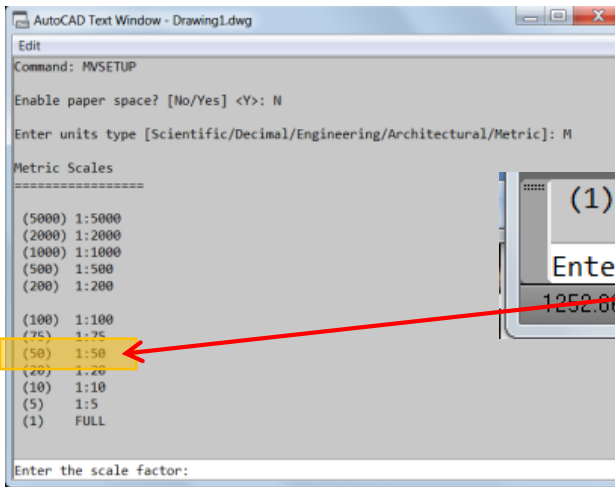 AutoCAD Text Window - Drawing1.dwg
Edit
Command: MVSETUP
Enable paper space? [No/Yes] <Y>: N
Enter units type [Scientific/Decimal/Engineering/Architectural/Metric]: M
Metric Scales
=================
(5000) 1:5000
(2000) 1:2000
(1000) 1:1000
(500) 1:500
(200) 1:200
(100) 1:100
(75) 1:75
(50) 1:50
(20) 1:20
(10) 1:10
(5) 1:5
(1) FULL
Enter the scale factor:
(1)
Ente